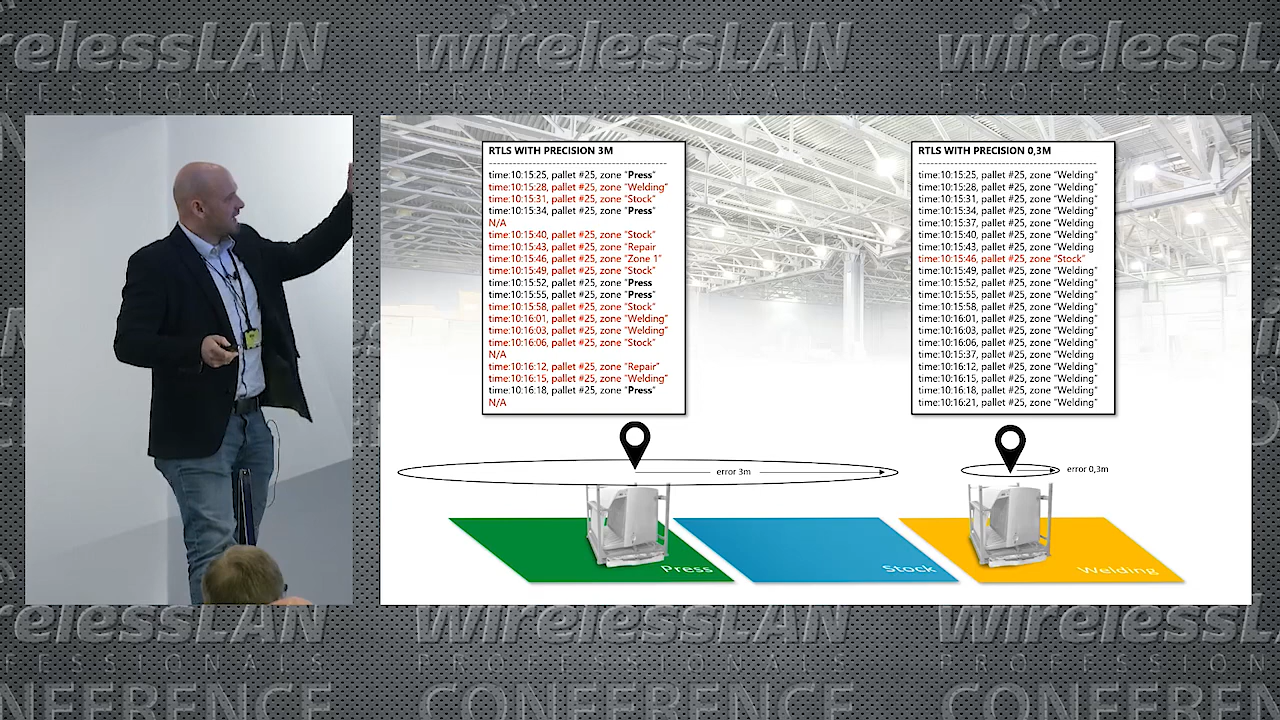 wirelessLAN
PROFESSIONALS
CONFERENCE
RTLS WITH PRECISION 3M
time:10:15:25, pallet #25, zone "Press"
time:10:15:28, pallet #25, zone "Welding"
time:10:15:31, pallet #25, zone "Stock"
time:10:15:34, pallet #25, zone "Press"
N/A
time:10:15:40, pallet #25, zone "Stock"
time:10:15:43, pallet #25, zone "Repair
time:10:15:46, pallet #25, zone "Zone 1"
time:10:15:49, pallet #25, zone "Stock"
time:10:15:52, pallet #25, zone "Press
time:10:15:55, pallet #25, zone "Press"
time:10:15:58, pallet #25, zone "Stock"
time:10:16:01, pallet #25, zone "Welding"
time:10:16:03, pallet #25, zone "Welding"
time:10:16:06, pallet #25, zone "Stock"
N/A
time:10:16:12, pallet #25, zone "Repair"
time:10:16:15, pallet #25, zone "Welding"
time:10:16:18, pallet #25, zone "Press"
N/A
RTLS WITH PRECISION 0,3M
time:10:15:25, pallet #25, zone "Welding"
time:10:15:28, pallet #25, zone "Welding"
time:10:15:31, pallet #25, zone "Welding"
time:10:15:34, pallet #25, zone "Welding"
time:10:15:37, pallet #25, zone "Welding"
time:10:15:40, pallet #25, zone "Welding"
time:10:15:43, pallet #25, zone "Welding
time:10:15:46, pallet #25, zone "Stock"
time:10:15:49, pallet #25, zone "Welding"
time:10:15:52, pallet #25, zone "Welding
time:10:15:55, pallet #25, zone "Welding"
time:10:15:58, pallet #25, zone "Welding"
time:10:16:01, pallet #25, zone "Welding"
time:10:16:03, pallet #25, zone "Welding"
time:10:16:06, pallet #25, zone "Welding"
time:10:15:37, pallet #25, zone "Welding
time:10:16:12, pallet #25, zone "Welding"
time:10:16:15, pallet #25, zone "Welding"
time:10:16:18, pallet #25, zone "Welding"
time:10:16:21, pallet #25, zone "Welding"
error 3m
error 0,3m
Press
Stock
Welding
wirelessLAN
PROFESSIONALS
CONFERENCE